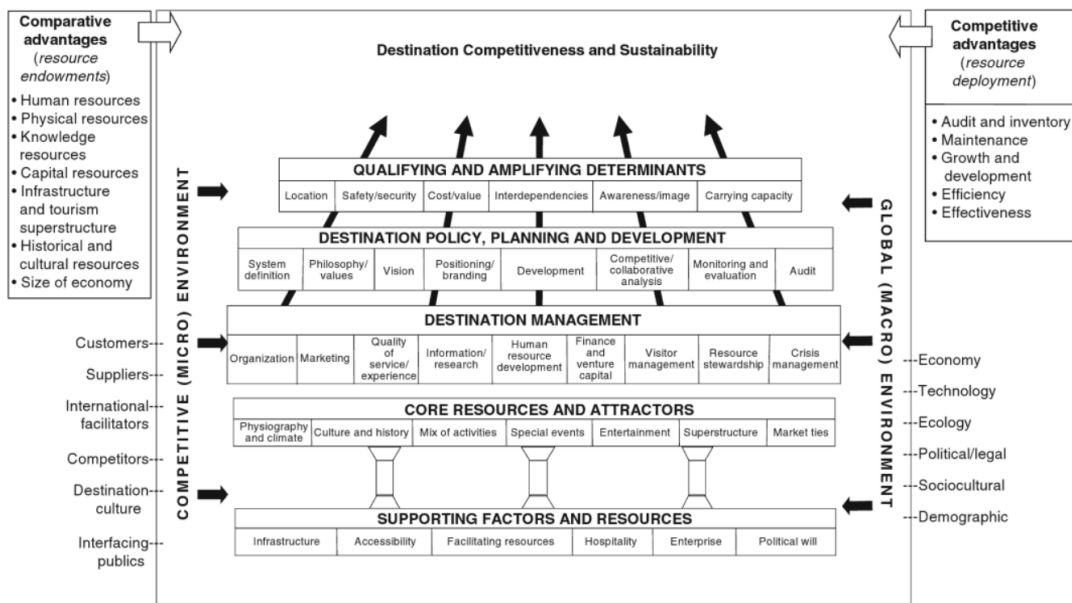 Comparative
advantages
(resource
endowments)
• Human resources
• Physical resources
• Knowledge
resources
• Capital resources
• Infrastructure
and tourism
superstructure
• Historical and
cultural resources
• Size of economy
Customers
Suppliers
International
facilitators
Competitors
Destination
culture
Interfacing
publics
COMPETITIVE (MICRO) ENVIRONMENT
Destination Competitiveness and Sustainability
QUALIFYING AND AMPLIFYING DETERMINANTS
Location
Safety/security
Cost/value
Interdependencies
Awareness/image
Carrying capacity
DESTINATION POLICY, PLANNING AND DEVELOPMENT
System
definition
Philosophy/
values
Vision
Positioning/
branding
Development
Competitive/
collaborative
analysis
Monitoring and
evaluation
Audit
DESTINATION MANAGEMENT
Organization
Marketing
Quality
of
service/
experience
Information/
research
Human
resource
development
Finance
and
venture
capital
Visitor
management
Resource
stewardship
Crisis
management
CORE RESOURCES AND ATTRACTORS
Physiography
and climate
Culture and history
Mix of activities
Special events
Entertainment
Superstructure
Market ties
SUPPORTING FACTORS AND RESOURCES
Infrastructure
Accessibility
Facilitating resources
Hospitality
Enterprise
Political will
GLOBAL (MACRO) ENVIRONMENT
Competitive
advantages
(resource
deployment)
• Audit and inventory
• Maintenance
• Growth and
development
• Efficiency
• Effectiveness
Economy
Technology
Ecology
Political/legal
Sociocultural
Demographic